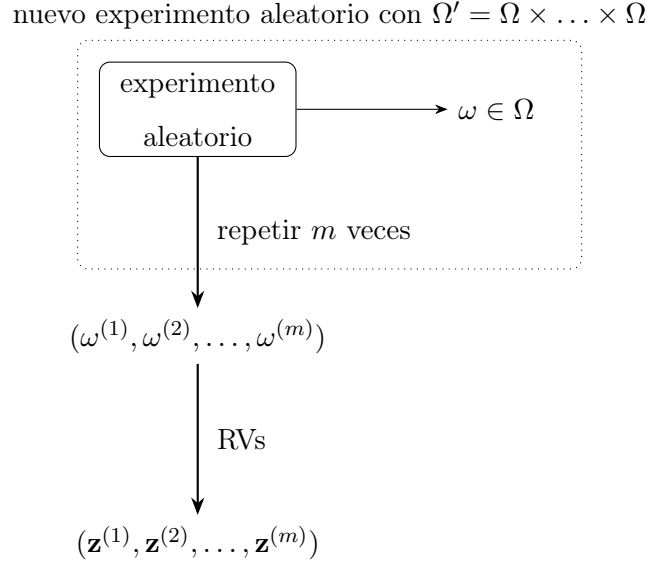 nuevo experimento aleatorio con Ω′ = Ω × … × Ω
experimento
aleatorio
ω ∈ Ω
repetir m veces
(ω⁽¹⁾, ω⁽²⁾, …, ω⁽ᵐ⁾)
RVs
(𝐳⁽¹⁾, 𝐳⁽²⁾, …, 𝐳⁽ᵐ⁾)